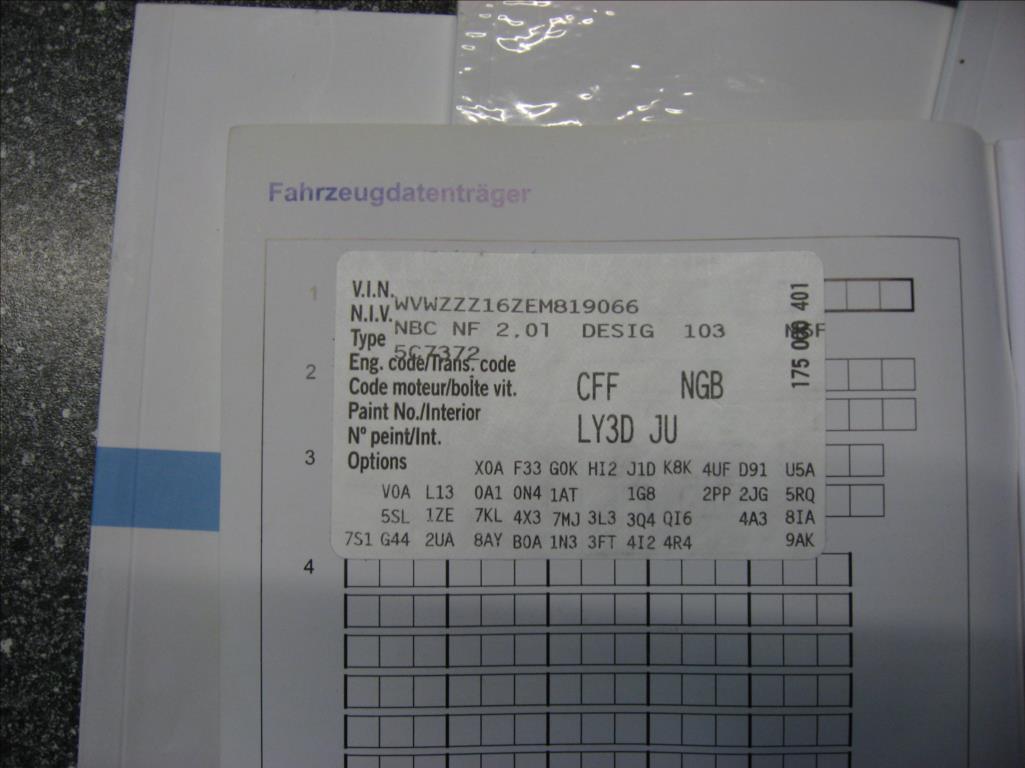 Fahrzeugdatenträger
1
V.I.N.
N.I.V. WVWZZZ16ZEM819066
Type NBC NF 2.0l DESIG 103
5C7372
Eng. code/Trans. code
Code moteur/boîte vit. CFF NGB
Paint No./Interior
N° peint/Int. LY3D JU
175 401
2
3
Options X0A F33 G0K HI2 J1D K8K 4UF D91 U5A
V0A L13 0A1 0N4 1AT 1G8 2PP 2JG 5RQ
5SL 1ZE 7KL 4X3 7MJ 3L3 3Q4 QI6 4A3 8IA
7S1 G44 2UA 8AY B0A 1N3 3FT 4I2 4R4 9AK
4